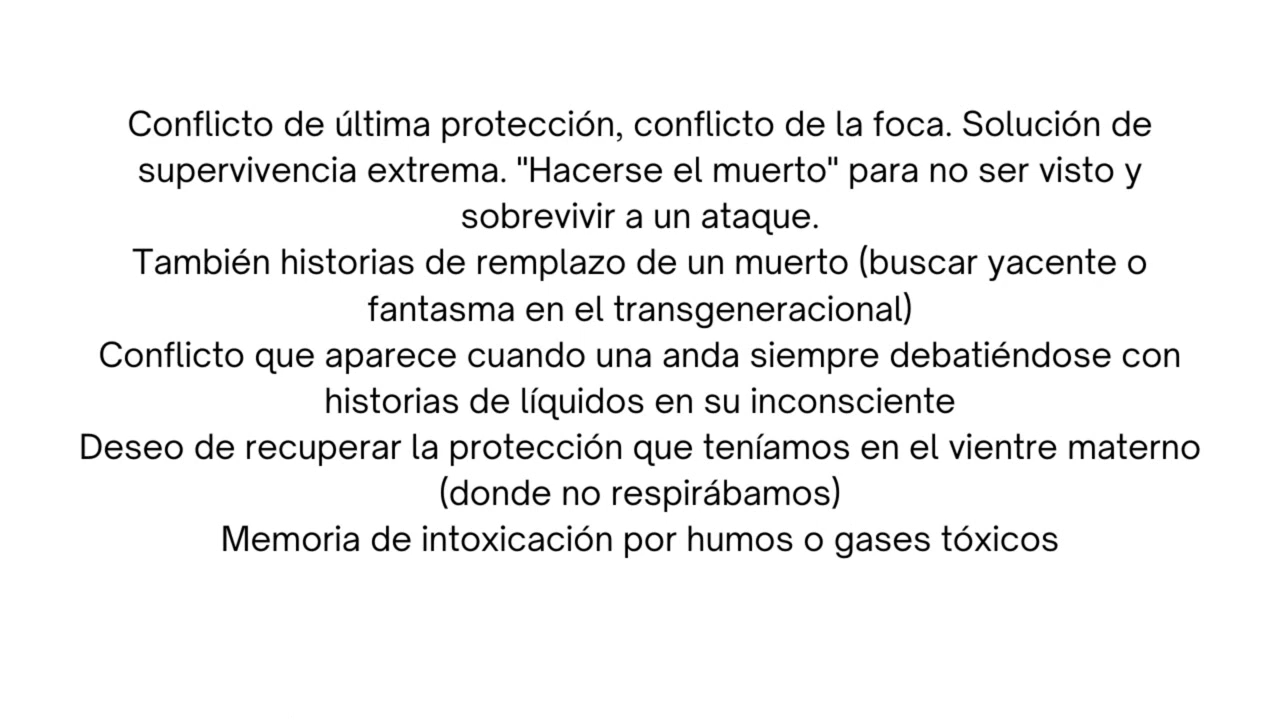 Conflicto de última protección, conflicto de la foca. Solución de
supervivencia extrema. "Hacerse el muerto" para no ser visto y
sobrevivir a un ataque.
También historias de remplazo de un muerto (buscar yacente o
fantasma en el transgeneracional)
Conflicto que aparece cuando una anda siempre debatiéndose con
historias de líquidos en su inconsciente
Deseo de recuperar la protección que teníamos en el vientre materno
(donde no respirábamos)
Memoria de intoxicación por humos o gases tóxicos